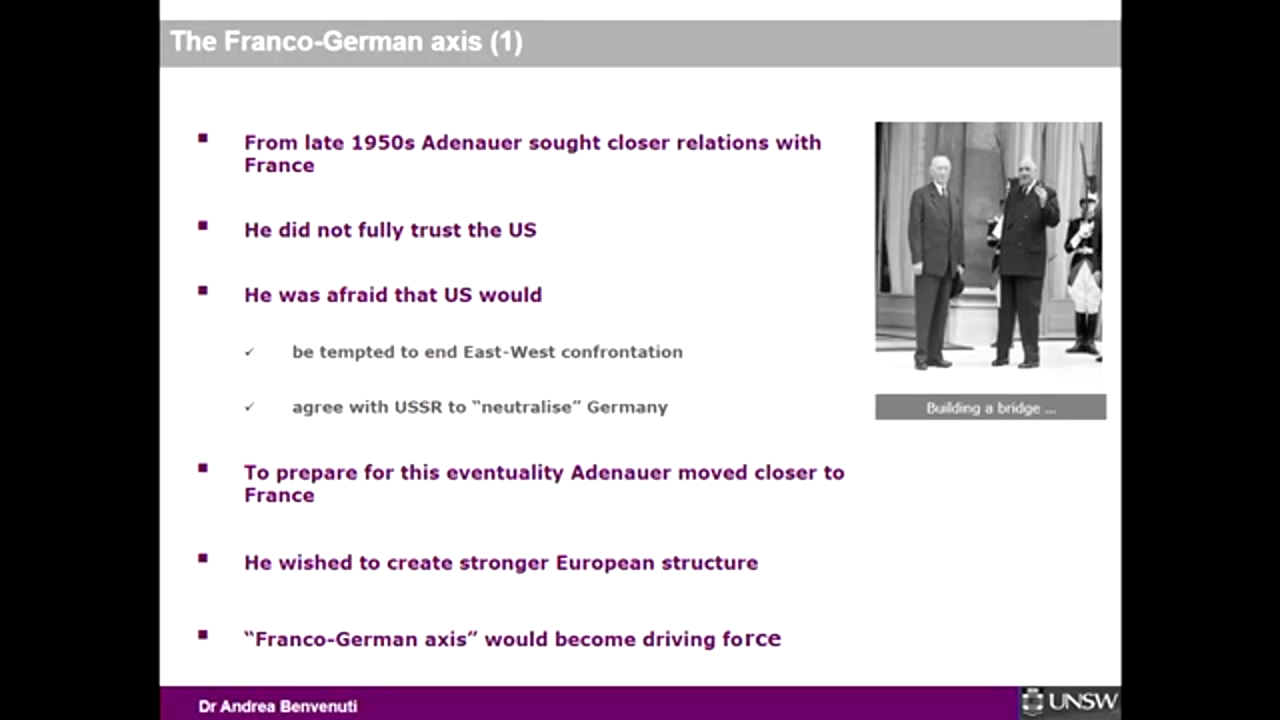 The Franco-German axis (1)
From late 1950s Adenauer sought closer relations with
France
He did not fully trust the US
He was afraid that US would
be tempted to end East-West confrontation
agree with USSR to “neutralise” Germany
Building a bridge ...
To prepare for this eventuality Adenauer moved closer to
France
He wished to create stronger European structure
“Franco-German axis” would become driving force
Dr Andrea Benvenuti
UNSW